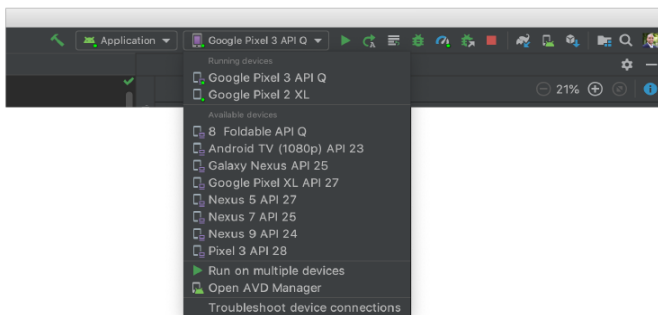 Application
Google Pixel 3 API Q
Running devices
Google Pixel 3 API Q
Google Pixel 2 XL
21%
Available devices
8 Foldable API Q
Android TV (1080p) API 23
Galaxy Nexus API 25
Google Pixel XL API 27
Nexus 5 API 27
Nexus 7 API 25
Nexus 9 API 24
Pixel 3 API 28
Run on multiple devices
Open AVD Manager
Troubleshoot device connections